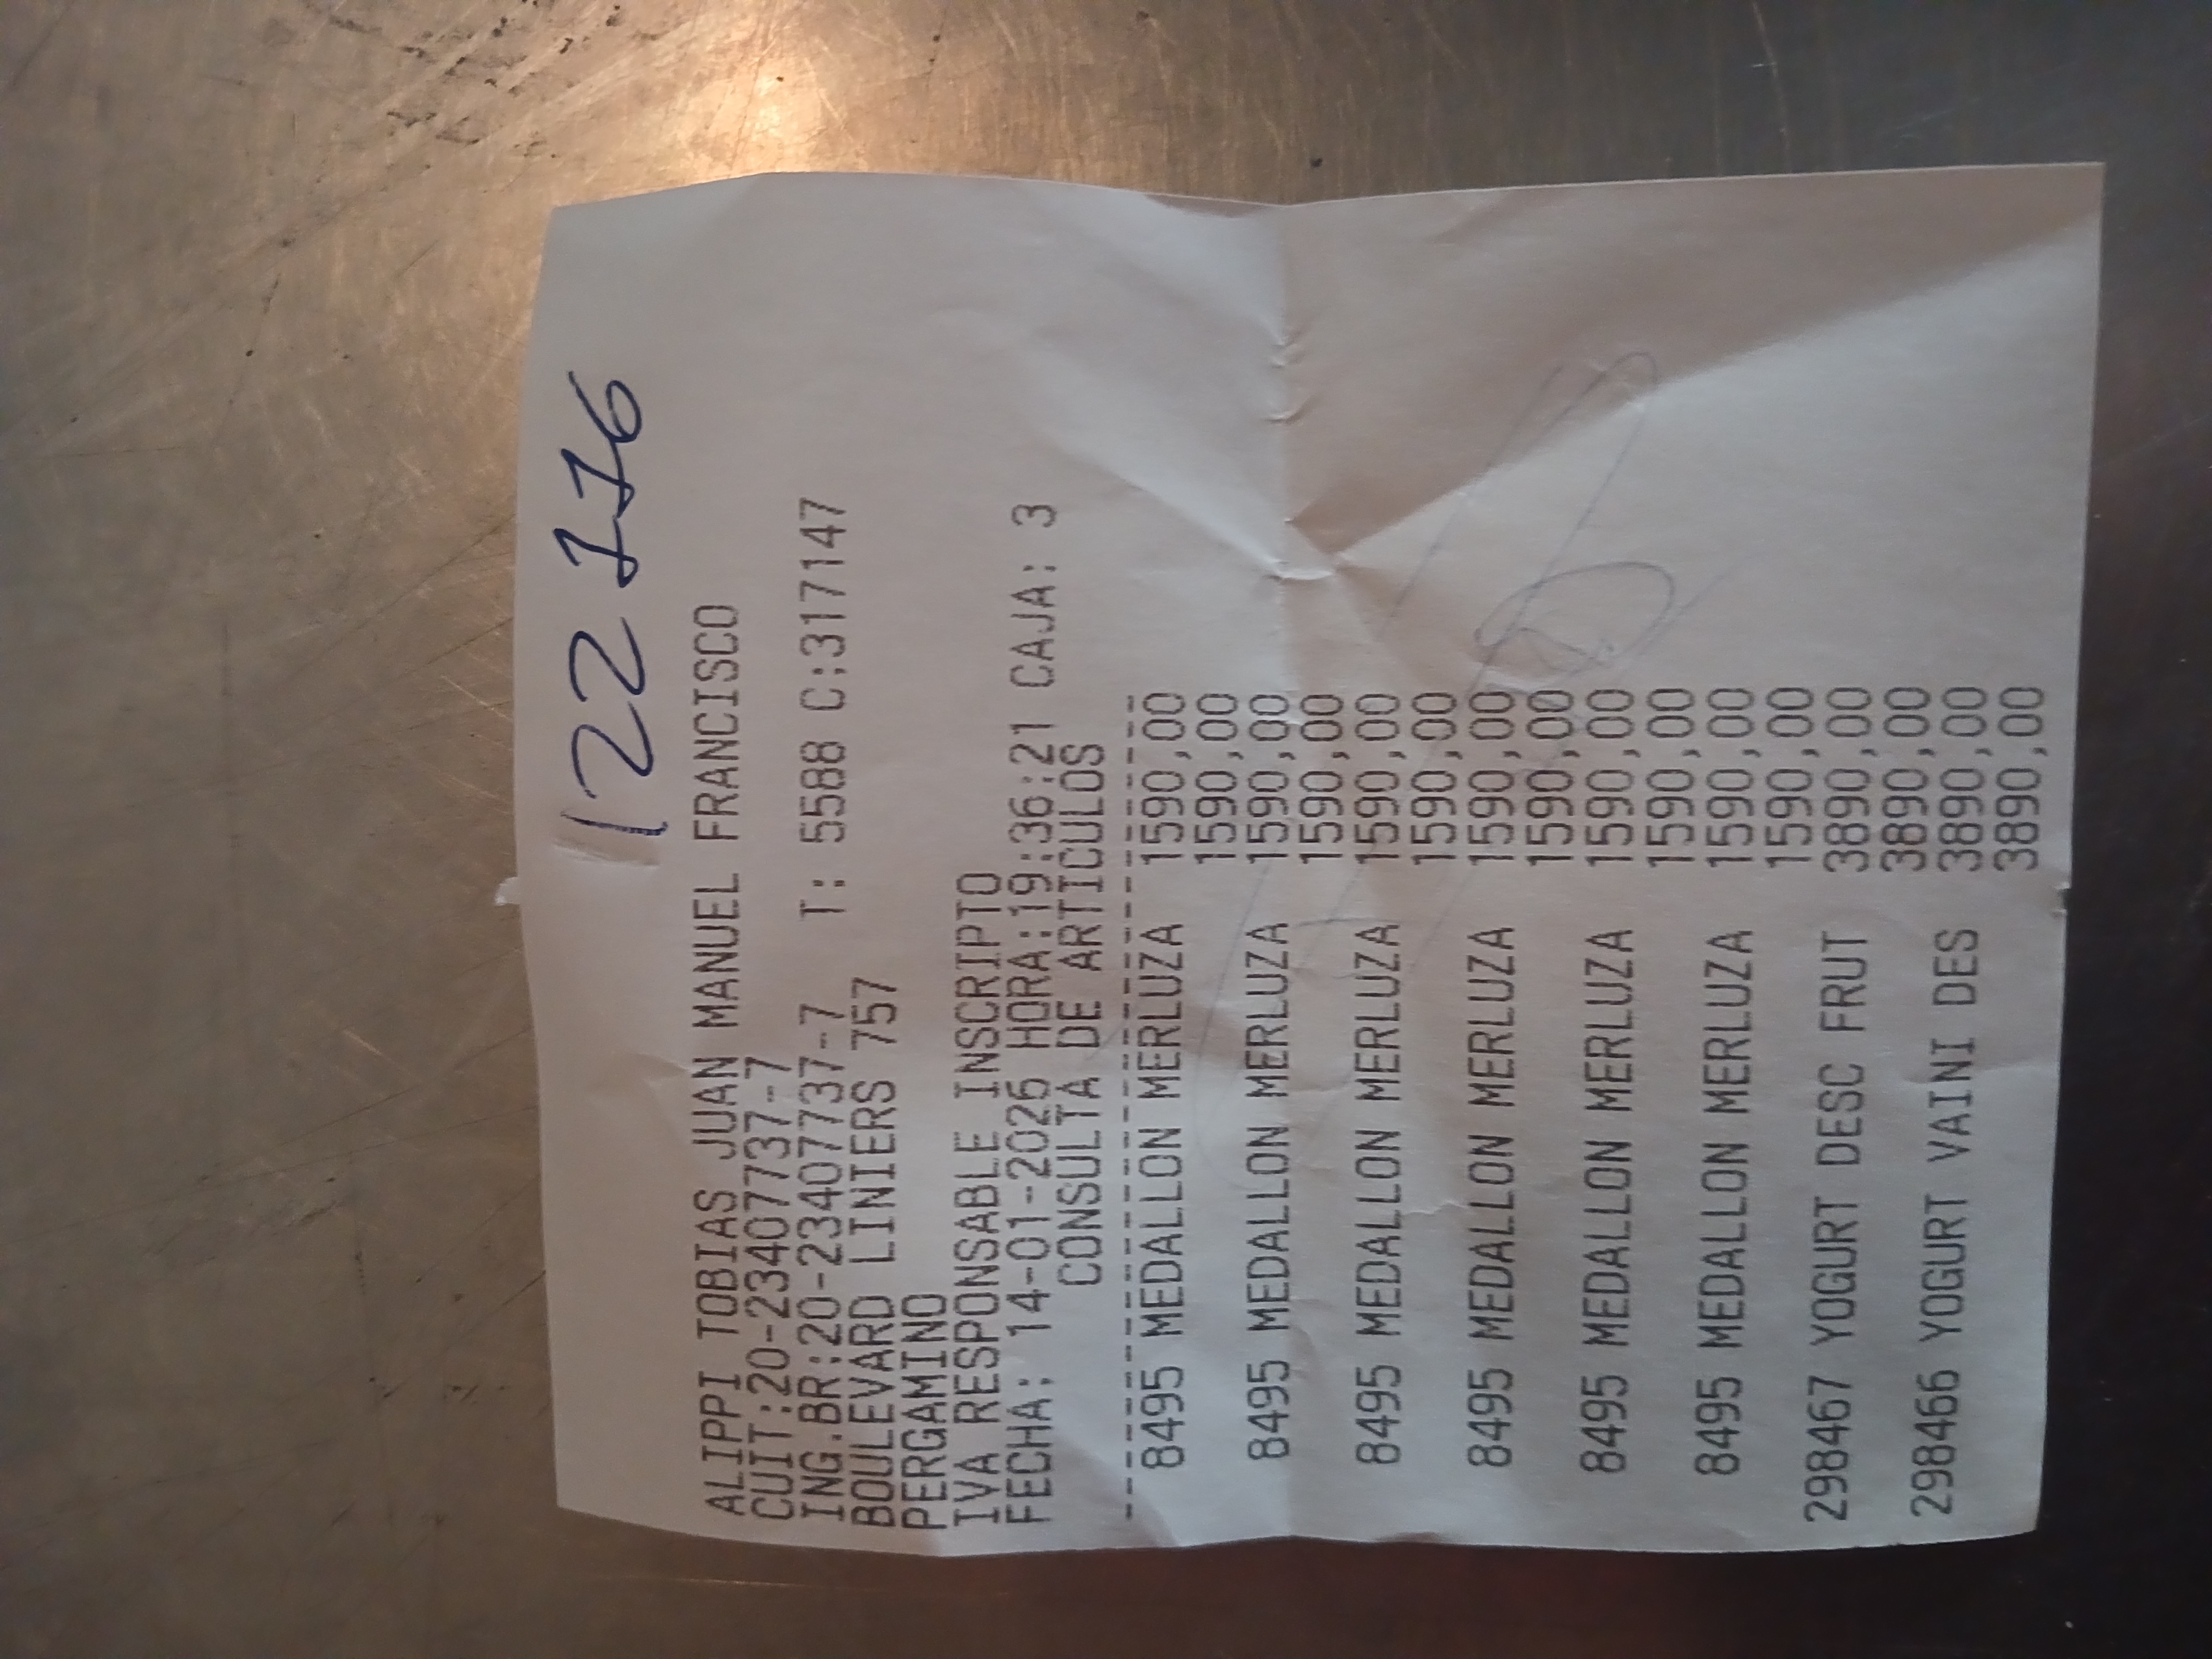 122 116
ALIPPI TOBIAS JUAN MANUEL FRANCISCO
CUIT:20-23407737-7
ING.BR:20-23407737-7 T: 5588 C:317147
BOULEVARD LINIERS 757
PERGAMINO
IVA RESPONSABLE INSCRIPTO
FECHA: 14-01-2026 HORA:19:36:21 CAJA: 3
CONSULTA DE ARTICULOS
8495 MEDALLON MERLUZA 1590,00
1590,00
8495 MEDALLON MERLUZA 1590,00
1590,00
8495 MEDALLON MERLUZA 1590,00
1590,00
8495 MEDALLON MERLUZA 1590,00
1590,00
8495 MEDALLON MERLUZA 1590,00
1590,00
8495 MEDALLON MERLUZA 1590,00
1590,00
298467 YOGURT DESC FRUT 3890,00
3890,00
298466 YOGURT VAINI DES 3890,00
3890,00